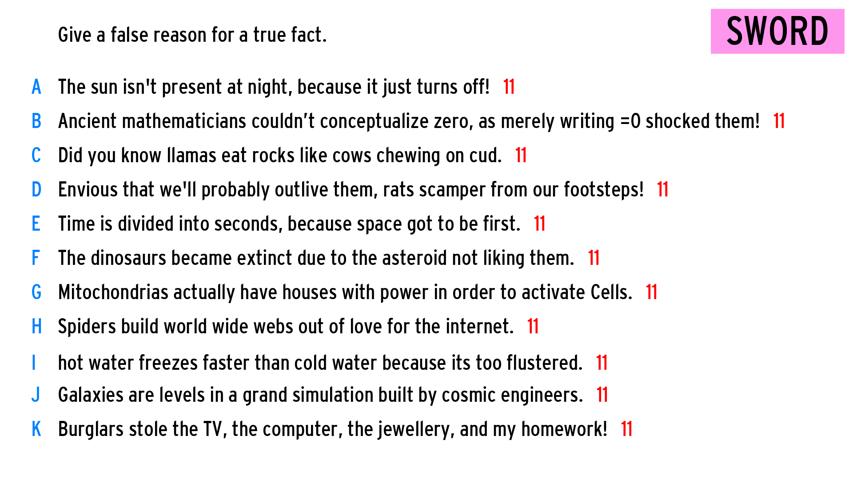 Give a false reason for a true fact.
SWORD
A The sun isn't present at night, because it just turns off! 11
B Ancient mathematicians couldn’t conceptualize zero, as merely writing =0 shocked them! 11
C Did you know llamas eat rocks like cows chewing on cud. 11
D Envious that we'll probably outlive them, rats scamper from our footsteps! 11
E Time is divided into seconds, because space got to be first. 11
F The dinosaurs became extinct due to the asteroid not liking them. 11
G Mitochondrias actually have houses with power in order to activate Cells. 11
H Spiders build world wide webs out of love for the internet. 11
I hot water freezes faster than cold water because its too flustered. 11
J Galaxies are levels in a grand simulation built by cosmic engineers. 11
K Burglars stole the TV, the computer, the jewellery, and my homework! 11